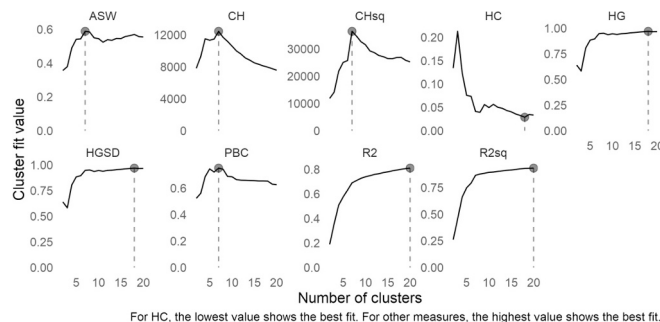 ASW CH CHsq HC HG
0.6 0.4 0.2 0.0
12000 8000 4000 0
30000 20000 10000 0
0.20 0.15 0.10 0.05 0.00
1.00 0.75 0.50 0.25 0.00
5 10 15 20
HGSD PBC R2 R2sq
1.00 0.75 0.50 0.25 0.00
0.6 0.4 0.2 0.0
0.8 0.6 0.4 0.2 0.0
0.75 0.50 0.25 0.00
5 10 15 20 5 10 15 20 5 10 15 20 5 10 15 20
Cluster fit value
Number of clusters
For HC, the lowest value shows the best fit. For other measures, the highest value shows the best fit.